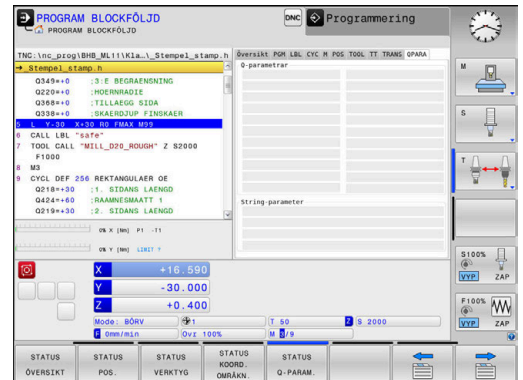 PROGRAM BLOCKFÖLJD
PROGRAM BLOCKFÖLJD
DNC
Programmering
TNC:\nc_prog\BHB_ML11\Kla…\_Stempel_stamp.h
→_Stempel_stamp.h
Q349=+0 ;3:E BEGRAENSNING
Q220=+0 ;HOERNRADIE
Q368=+0 ;TILLAEGG SIDA
Q338=+0 ;SKAERDJUP FINSKAER
5 L Y-30 X+30 R0 FMAX M99
6 CALL LBL "safe"
7 TOOL CALL "MILL_D20_ROUGH" Z S2000
F1000
8 M3
9 CYCL DEF 256 REKTANGULAER OE
Q218=+30 ;1. SIDANS LAENGD
Q424=+60 ;RAAMNESMAATT 1
Q219=+30 ;2. SIDANS LAENGD
Översikt PGM LBL CYC M POS TOOL TT TRANS QPARA
Q-parametrar
String-parameter
0% X [Nm] P1 -T1
0% Y [Nm] LIMIT 1
X +16.590
Y -30.000
Z +0.400
Mode: BÖRV 1 T 50 Z S 2000
F 0mm/min Ovr 100% M 5/9
M
S
T
S100%
VYP ZAP
F100%
VYP ZAP
STATUS ÖVERSIKT
STATUS POS.
STATUS VERKTYG
STATUS KOORD. OMRÄKN.
STATUS Q-PARAM.